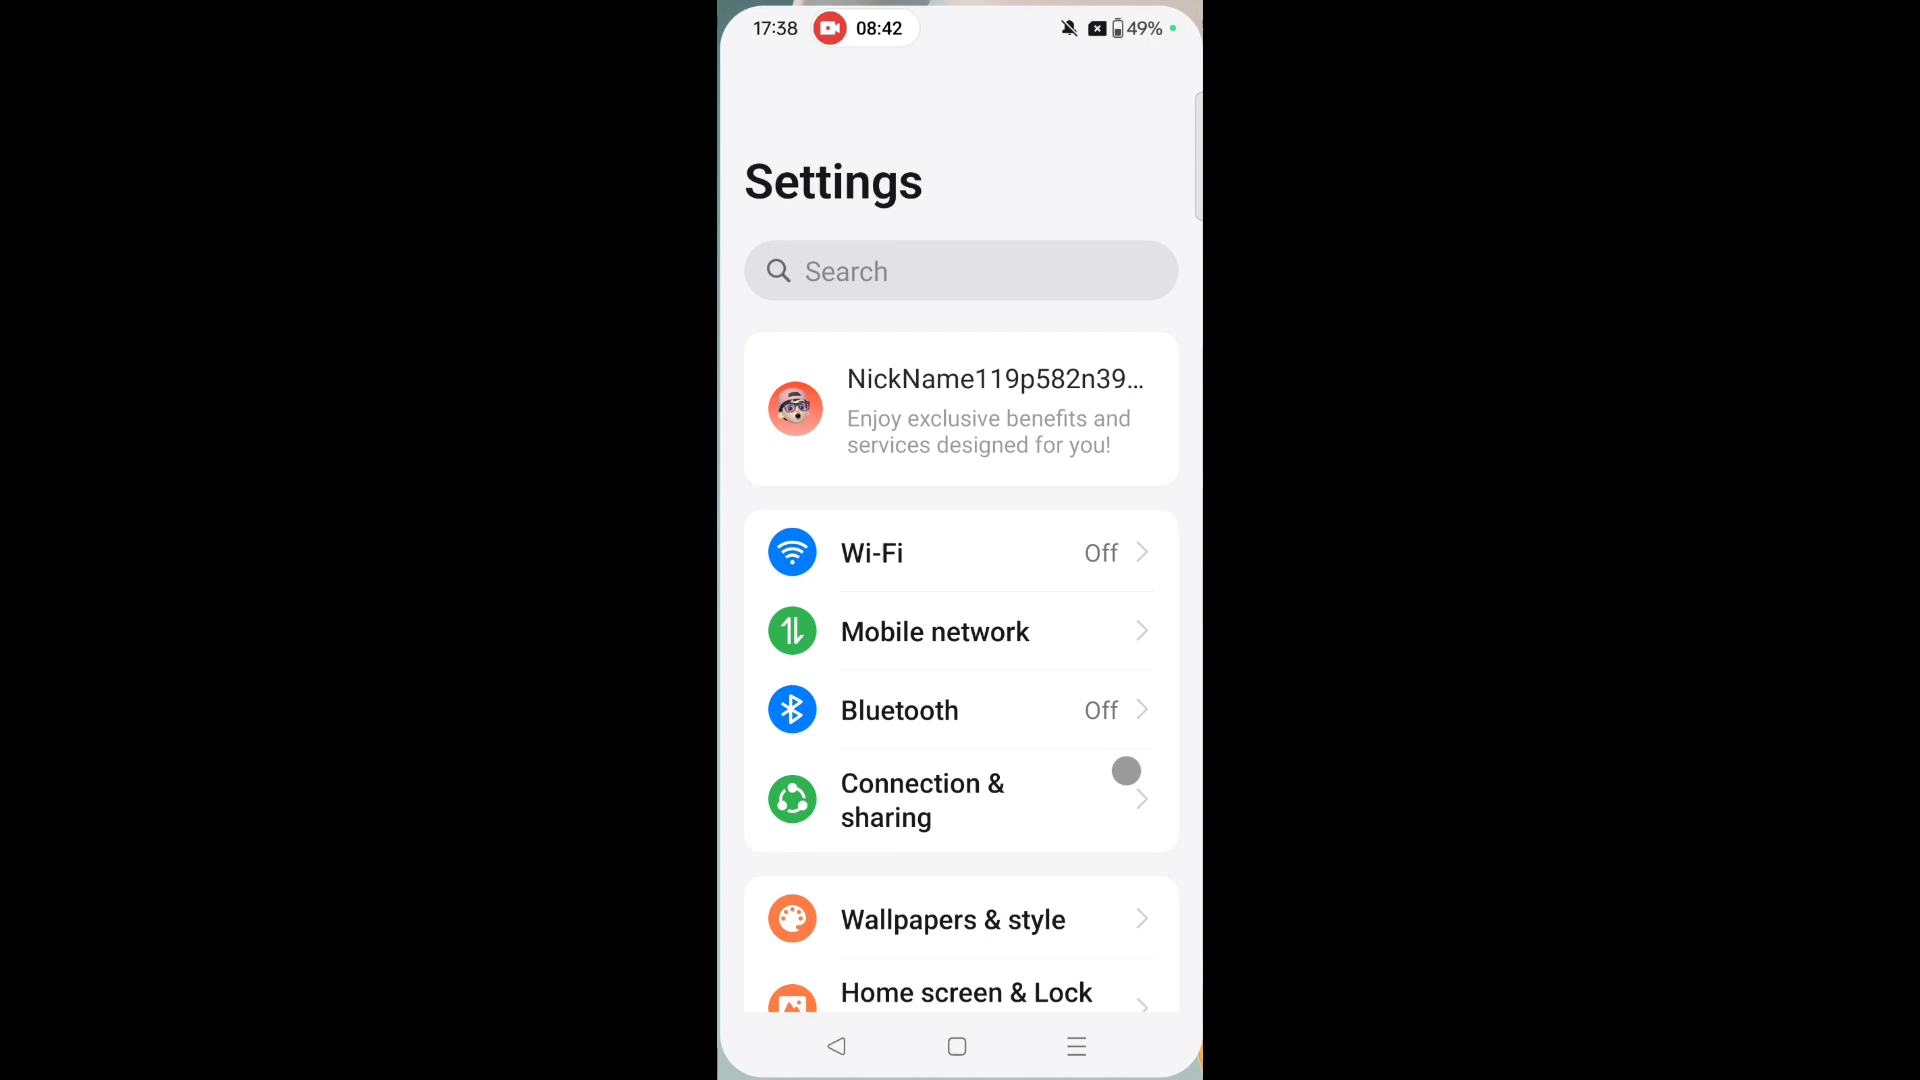 17:38 08:42 49%
Settings
Search
NickName119p582n39...
Enjoy exclusive benefits and
services designed for you!
Wi-Fi Off
Mobile network
Bluetooth Off
Connection &
sharing
Wallpapers & style
Home screen & Lock